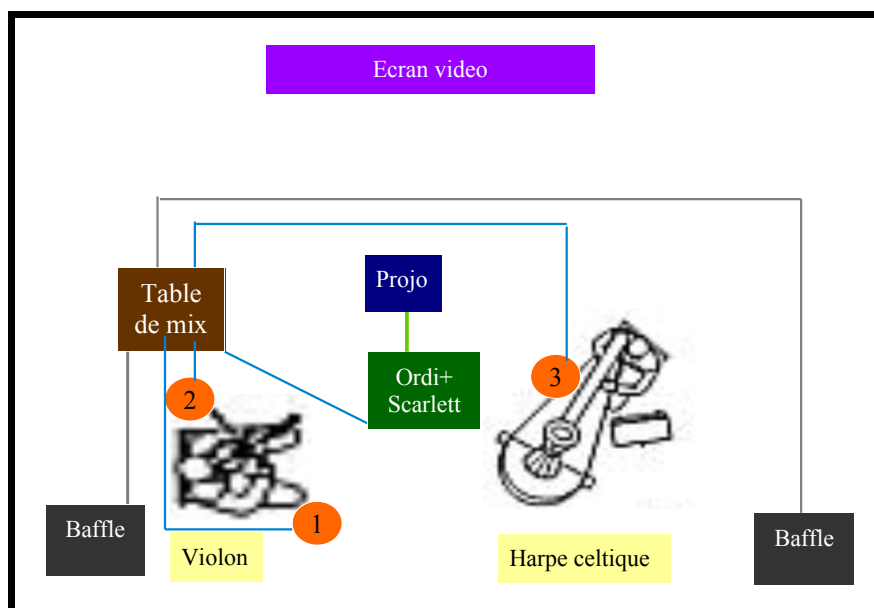 Ecran video
Projo
Table
de mix
Ordi+
Scarlett
3
2
1
Baffle
Violon
Harpe celtique
Baffle